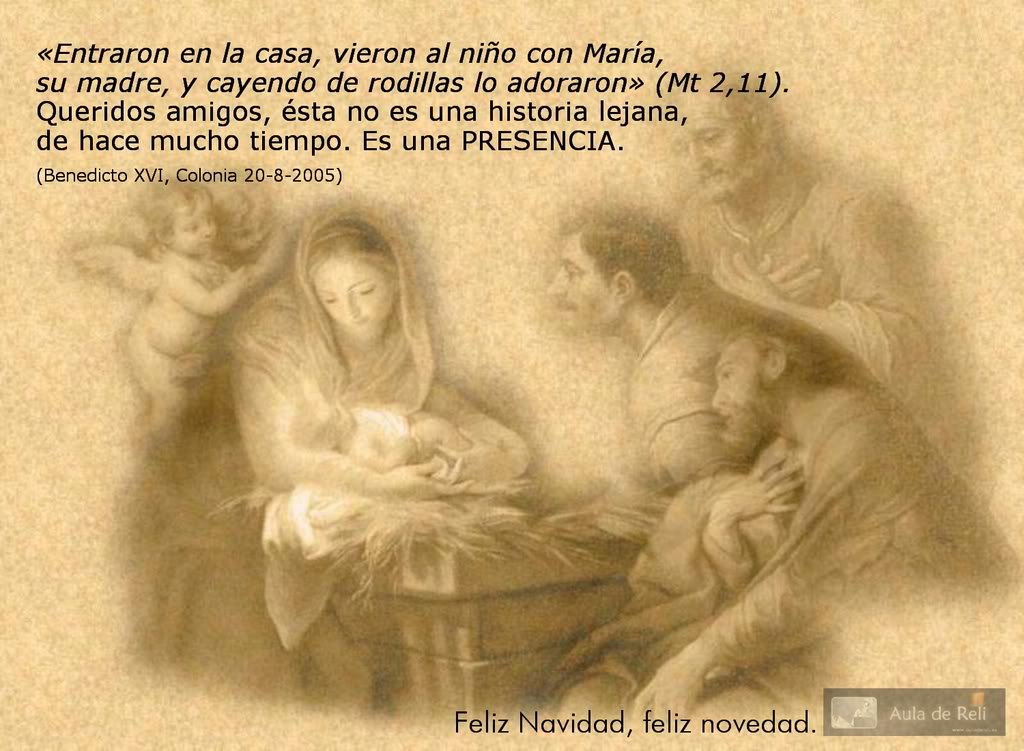 «Entraron en la casa, vieron al niño con María,
su madre, y cayendo de rodillas lo adoraron» (Mt 2,11).
Queridos amigos, ésta no es una historia lejana,
de hace mucho tiempo. Es una PRESENCIA.
(Benedicto XVI, Colonia 20-8-2005)
Feliz Navidad, feliz novedad.
Aula de Reli